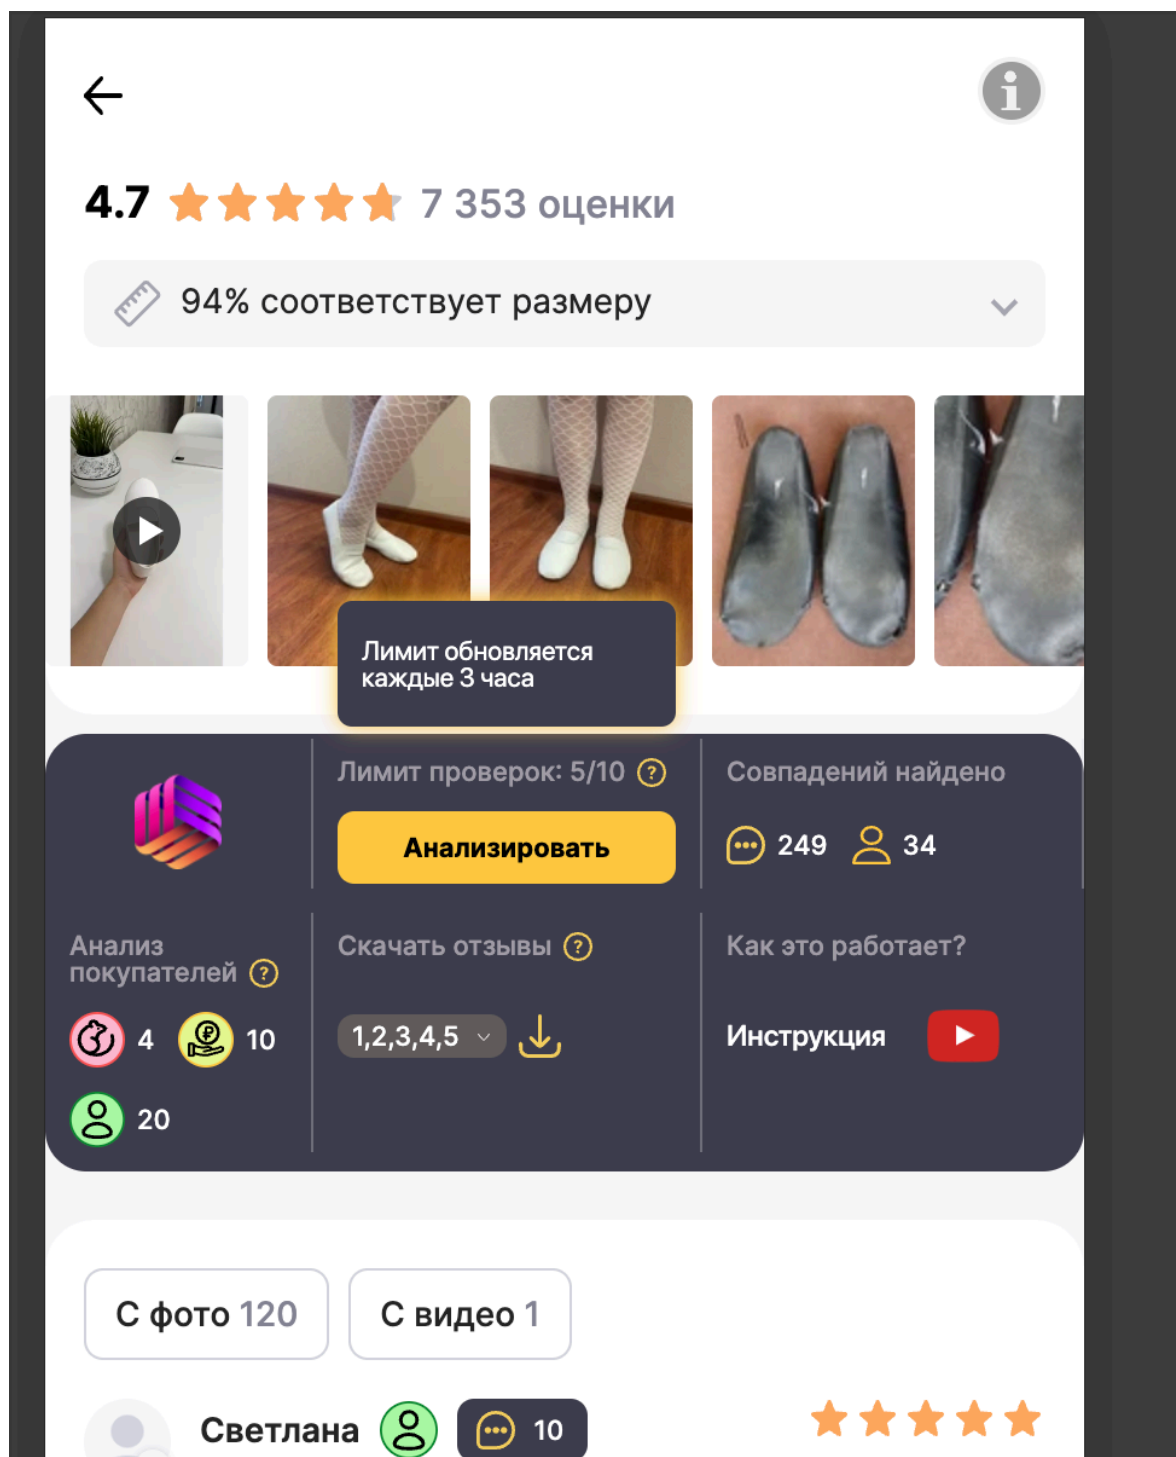 4.7 7 353 оценки
94% соответствует размеру
Лимит обновляется
каждые 3 часа
Лимит проверок: 5/10 ?
Анализировать
Совпадений найдено
249 34
Анализ
покупателей ?
4 10
20
Скачать отзывы ?
1,2,3,4,5
Как это работает?
Инструкция
С фото 120
С видео 1
Светлана 10